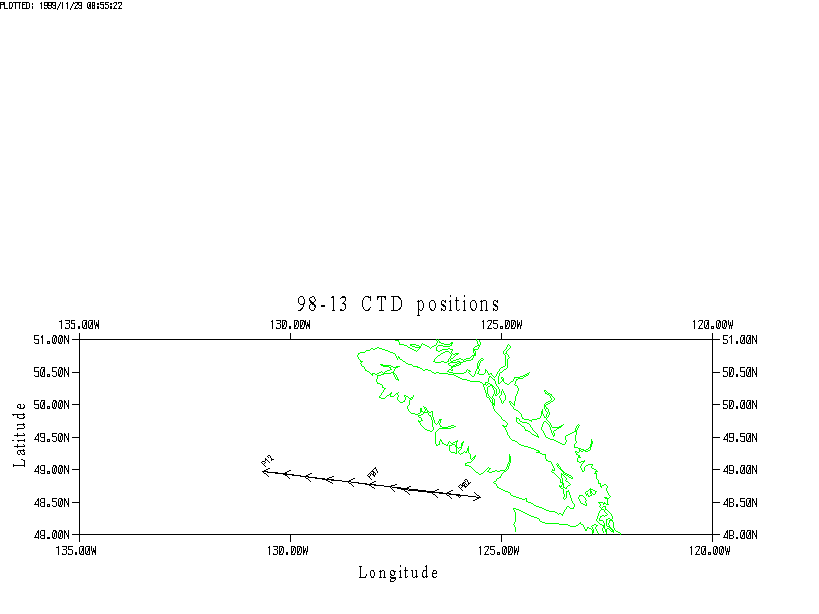 PLOTTED: 1999/11/29 08:55:22
98-13 CTD positions
135.00W 130.00W 125.00W 120.00W
51.00N 51.00N
50.50N 50.50N
50.00N 50.00N
49.50N 49.50N
49.00N 49.00N
48.50N 48.50N
48.00N 48.00N
Latitude
P12
P07
P02
135.00W 130.00W 125.00W 120.00W
Longitude